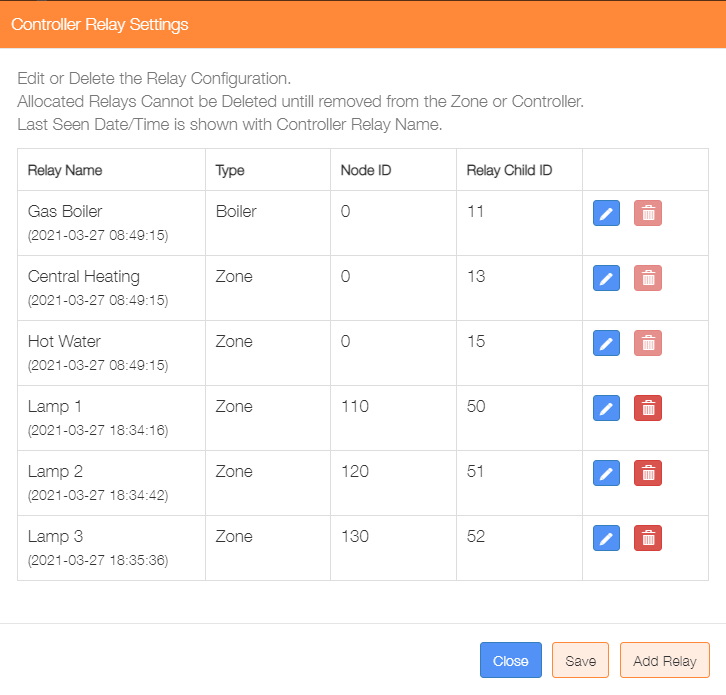 Controller Relay Settings
Edit or Delete the Relay Configuration.
Allocated Relays Cannot be Deleted untill removed from the Zone or Controller.
Last Seen Date/Time is shown with Controller Relay Name.
Relay Name Type Node ID Relay Child ID
Gas Boiler Boiler 0 11
(2021-03-27 08:49:15)
Central Heating Zone 0 13
(2021-03-27 08:49:15)
Hot Water Zone 0 15
(2021-03-27 08:49:15)
Lamp 1 Zone 110 50
(2021-03-27 18:34:16)
Lamp 2 Zone 120 51
(2021-03-27 18:34:42)
Lamp 3 Zone 130 52
(2021-03-27 18:35:36)
Close Save Add Relay